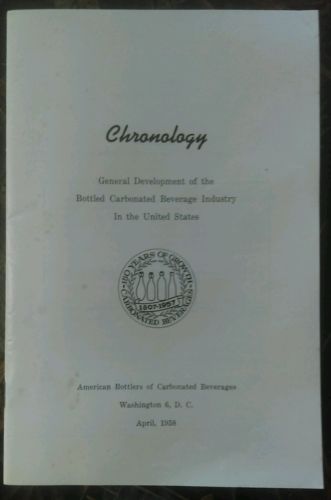 Chronology
General Development of the
Bottled Carbonated Beverage Industry
In the United States
150 YEARS OF GROWTH
1807-1957
CARBONATED BEVERAGES
American Bottlers of Carbonated Beverages
Washington 6, D. C.
April, 1958